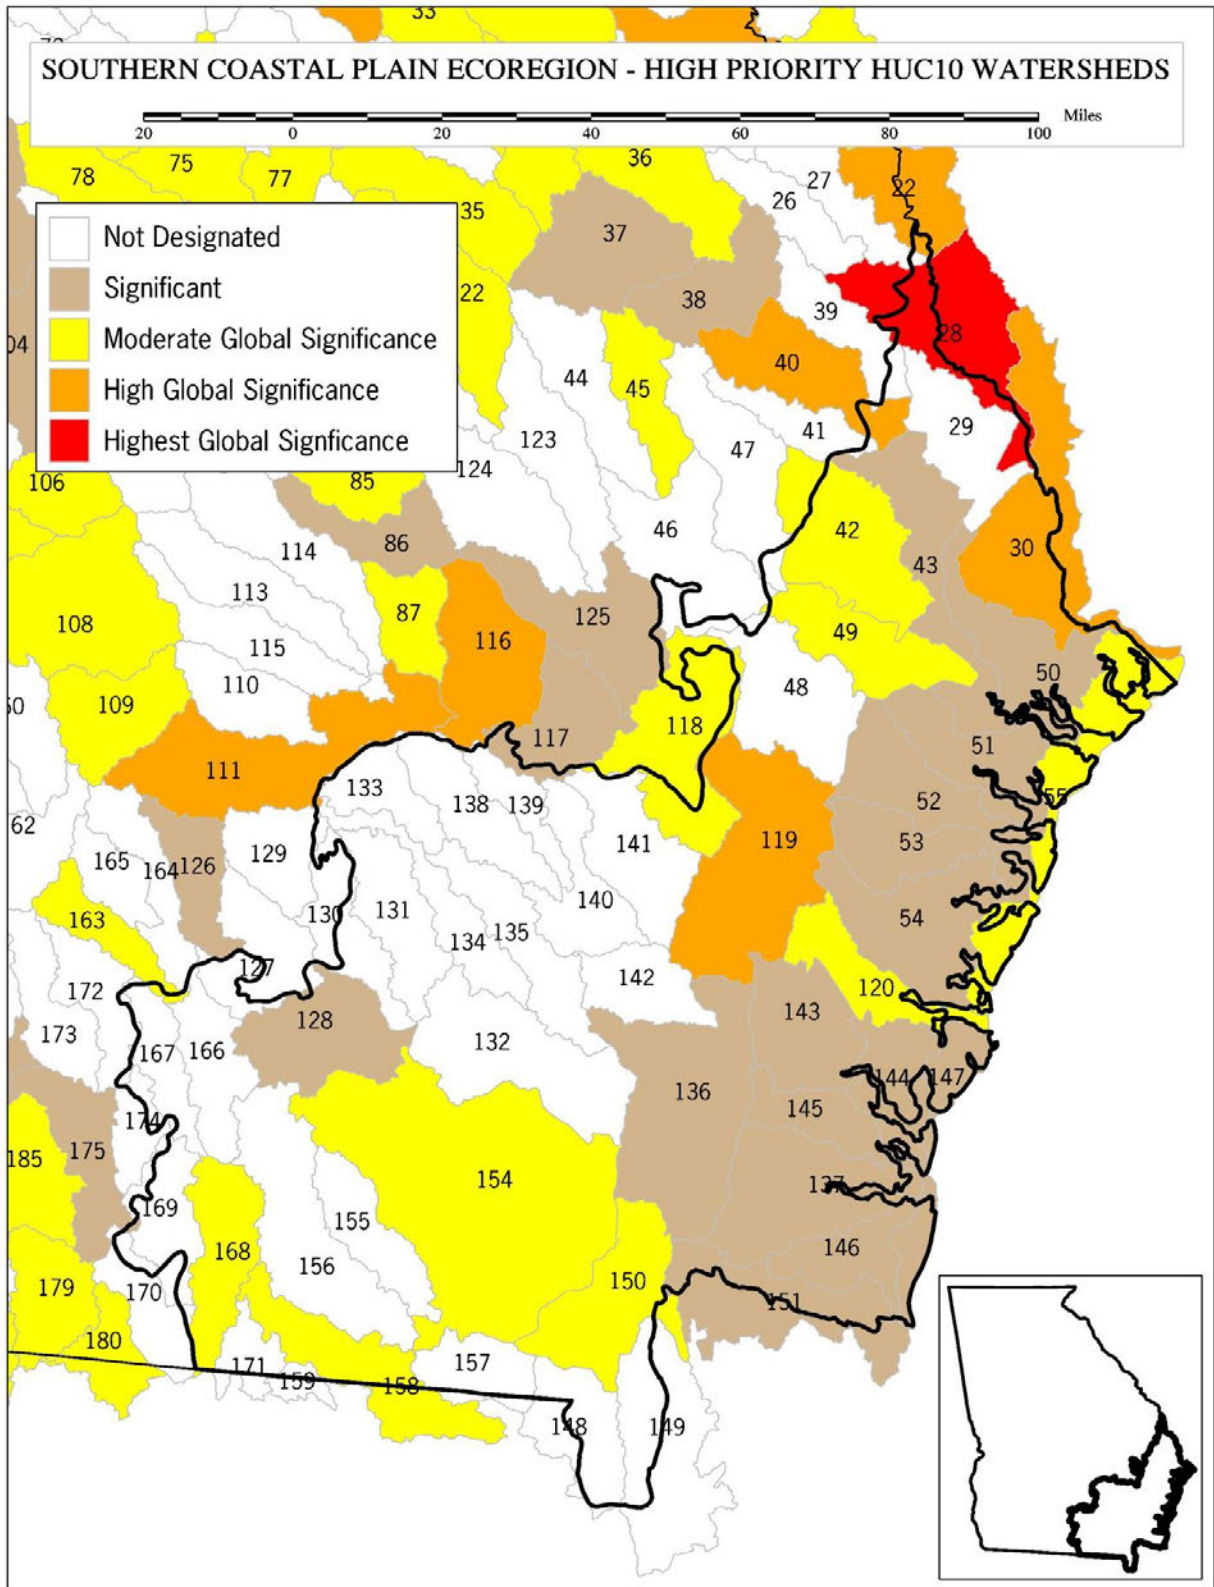 33
SOUTHERN COASTAL PLAIN ECOREGION - HIGH PRIORITY HUC10 WATERSHEDS
20 0 20 40 60 80 100 Miles
78 75 77 36 26 27 22
Not Designated
Significant
Moderate Global Significance
High Global Significance
Highest Global Signficance
35 37
22 38 39 28
04 40
44 45 29
123 47 41
106 85 124
86 46 42 30
114 43
113 87
108 116 125 49
115
110 48 50
109 118
117 51
111 133
138 139 52 55
62 141 119 53
165 164 126 129
163 130 131 140 54
134 135
127 142 120
172
173 167 166 128 132 143
136 144 147
174 145
185 175 154 137
169 155
168 156 150 146
179 170 151
180 157
171 159 158
148 149